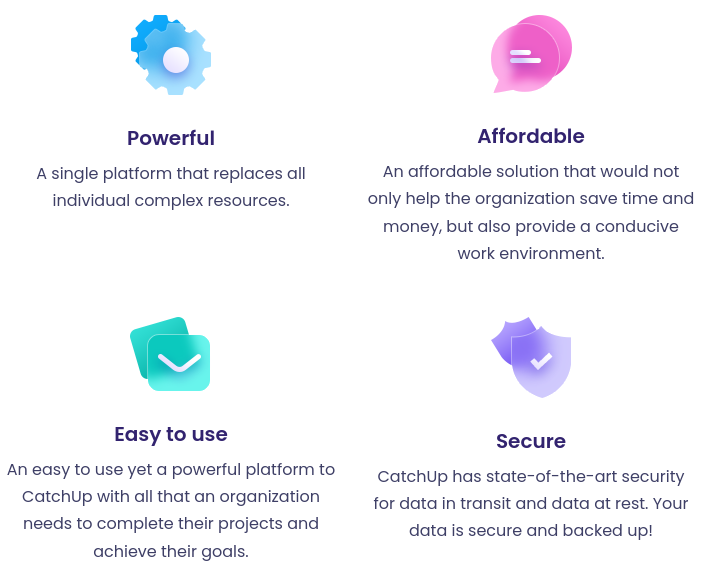 Powerful
A single platform that replaces all
individual complex resources.
Affordable
An affordable solution that would not
only help the organization save time and
money, but also provide a conducive
work environment.
Easy to use
An easy to use yet a powerful platform to
CatchUp with all that an organization
needs to complete their projects and
achieve their goals.
Secure
CatchUp has state-of-the-art security
for data in transit and data at rest. Your
data is secure and backed up!